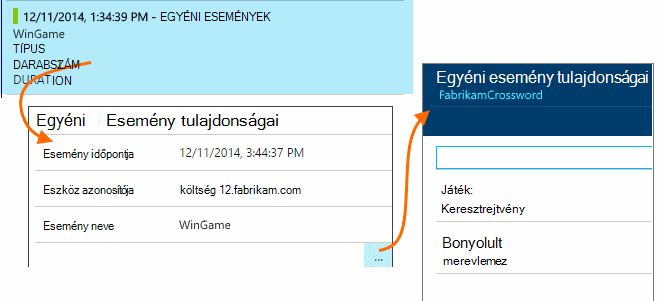 12/11/2014, 1:34:39 PM - EGYÉNI ESEMÉNYEK
WinGame
TÍPUS
DARABSZÁM
DURATION
Egyéni Esemény tulajdonságai
Esemény időpontja 12/11/2014, 3:44:37 PM
Eszköz azonosítója költség 12.fabrikam.com
Esemény neve WinGame
...
Egyéni esemény tulajdonságai
FabrikamCrossword
Játék:
Keresztrejtvény
Bonyolult
merevlemez